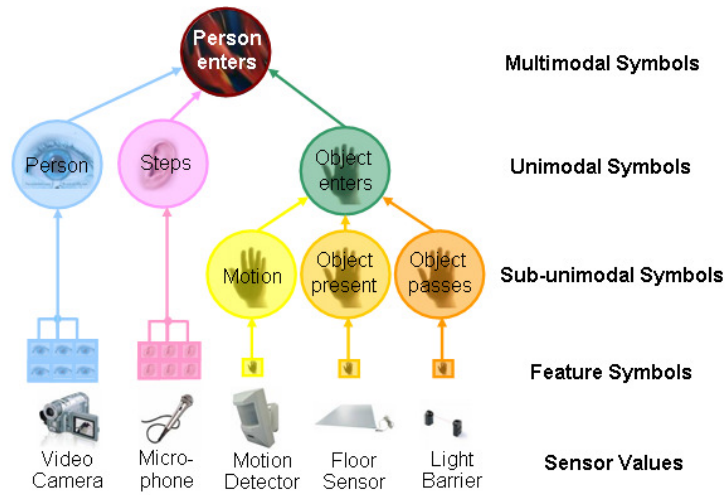 Person
enters
Multimodal Symbols
Person
Steps
Object
enters
Unimodal Symbols
Motion
Object
present
Object
passes
Sub-unimodal Symbols
Feature Symbols
Video
Camera
Micro-
phone
Motion
Detector
Floor
Sensor
Light
Barrier
Sensor Values